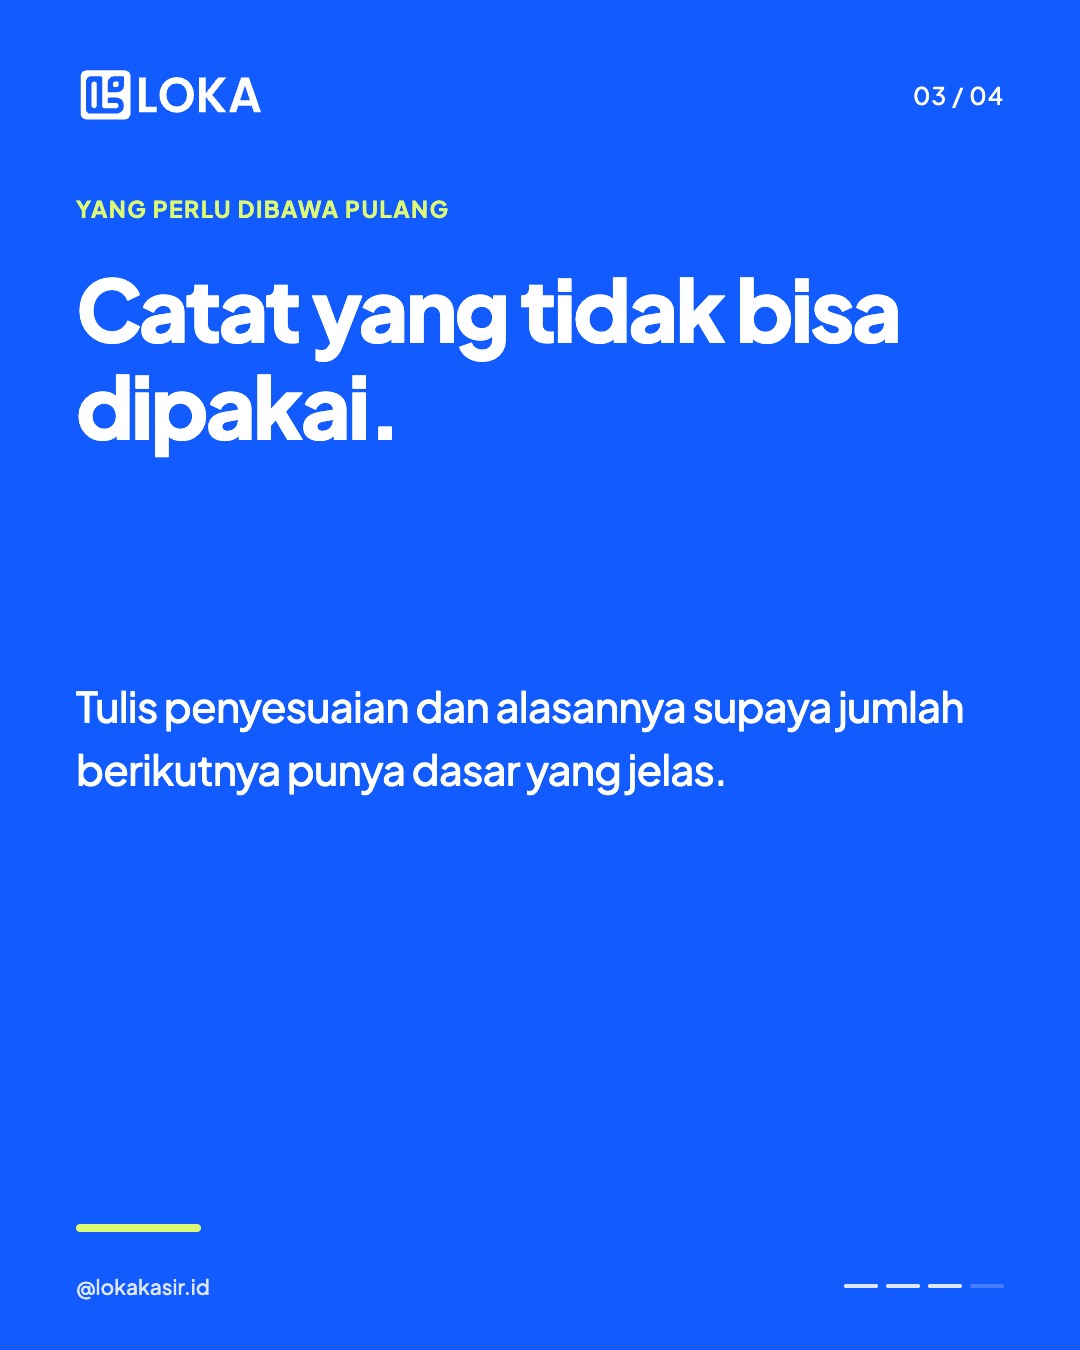 LOKA
03 / 04
YANG PERLU DIBAWA PULANG
Catat yang tidak bisa
dipakai.
Tulis penyesuaian dan alasannya supaya jumlah
berikutnya punya dasar yang jelas.
@lokakasir.id